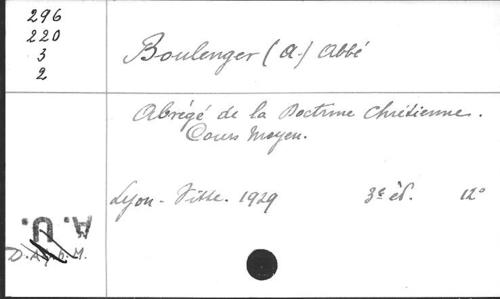 296
220
3
2
Boulenger (A.) Abbé
Abrégé de la Doctrine Chrétienne.
Cours Moyen.
Lyon - Vitte. 1929 3e éd. 12°
A. U.